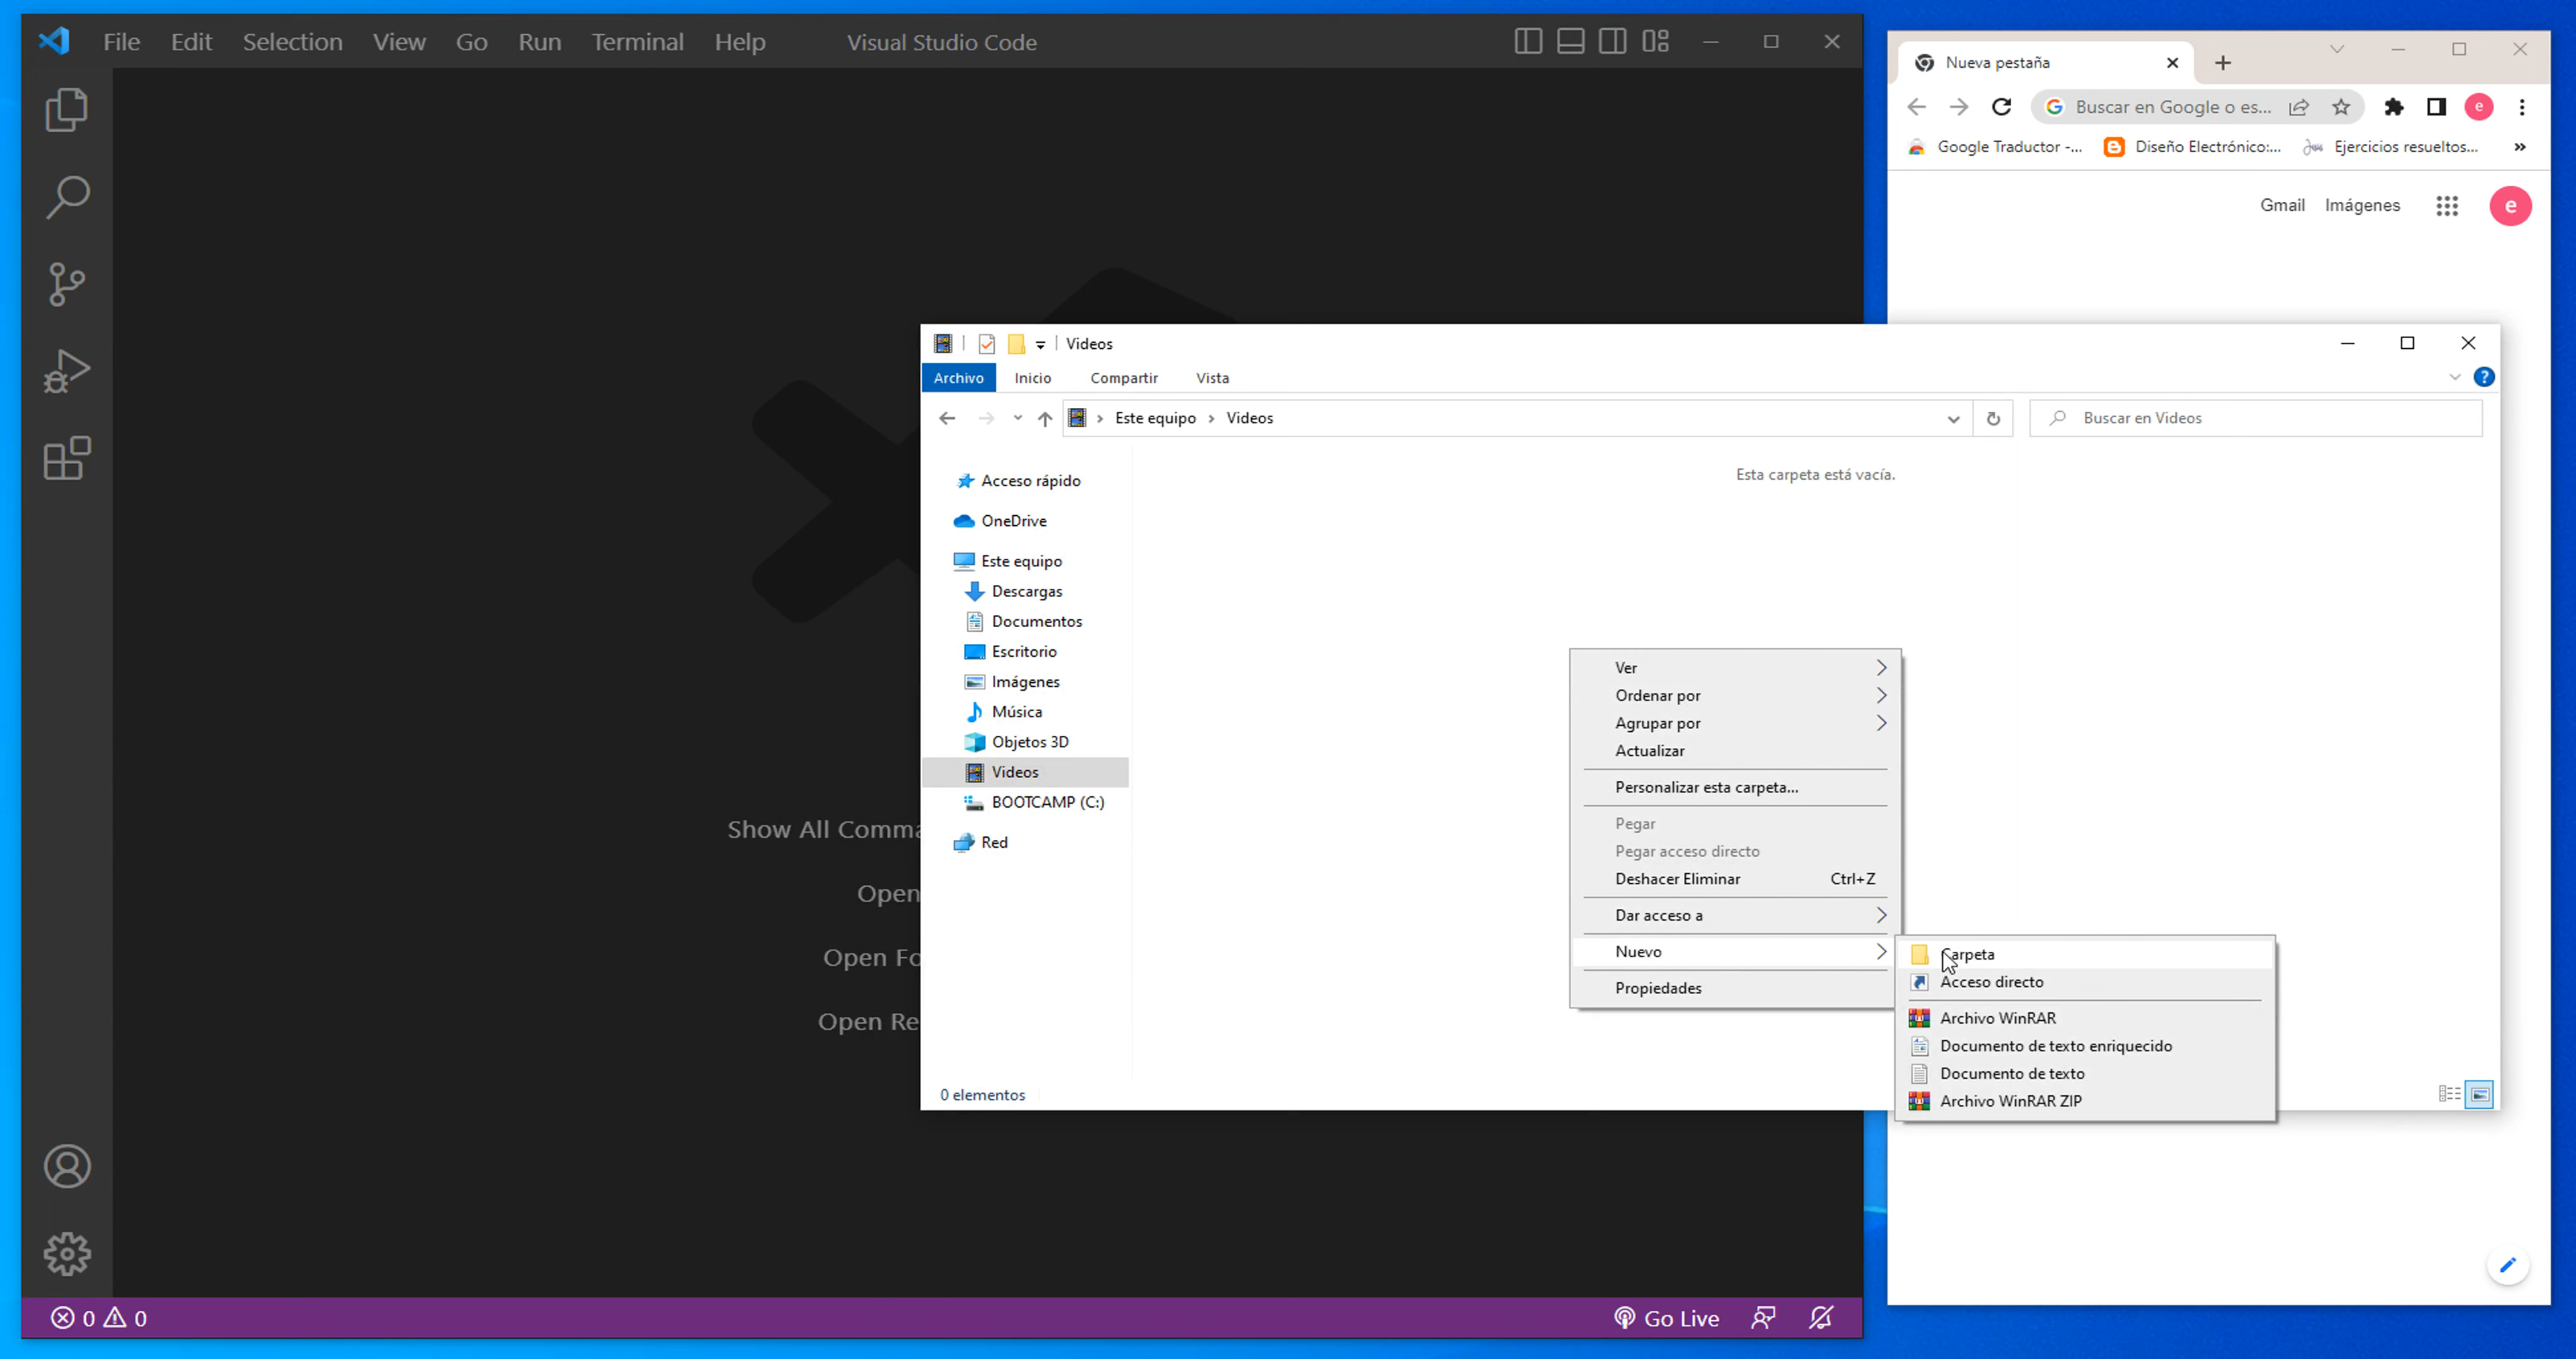 File Edit Selection View Go Run Terminal Help Visual Studio Code
Show All Comma
Open
Open Fo
Open Re
0 0
Go Live
Nueva pestaña
Buscar en Google o es...
e
Google Traductor -... Diseño Electrónico:... Ejercicios resueltos... »
Gmail Imágenes e
Videos
Archivo Inicio Compartir Vista
Este equipo Videos
Buscar en Videos
Acceso rápido
OneDrive
Este equipo
Descargas
Documentos
Escritorio
Imágenes
Música
Objetos 3D
Videos
BOOTCAMP (C:)
Red
Esta carpeta está vacía.
0 elementos
Ver
Ordenar por
Agrupar por
Actualizar
Personalizar esta carpeta...
Pegar
Pegar acceso directo
Deshacer Eliminar Ctrl+Z
Dar acceso a
Nuevo
Propiedades
Carpeta
Acceso directo
Archivo WinRAR
Documento de texto enriquecido
Documento de texto
Archivo WinRAR ZIP